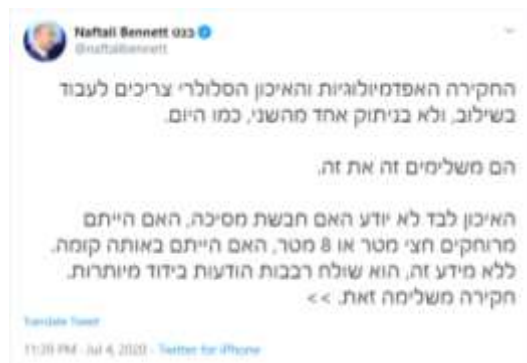 Naftali Bennett בנט
@naftalibennett
החקירה האפדמיולוגיות והאיכון הסלולרי צריכים לעבוד
בשילוב, ולא בניתוק אחד מהשני, כמו היום.
הם משלימים זה את זה.
האיכון לבד לא יודע האם חבשת מסיכה, האם הייתם
מרוחקים חצי מטר או 8 מטר, האם הייתם באותה קומה.
ללא מידע זה, הוא שולח רבבות הודעות בידוד מיותרות.
חקירה משלימה זאת. >>
Translate Tweet
11:20 PM · Jul 4, 2020 · Twitter for iPhone